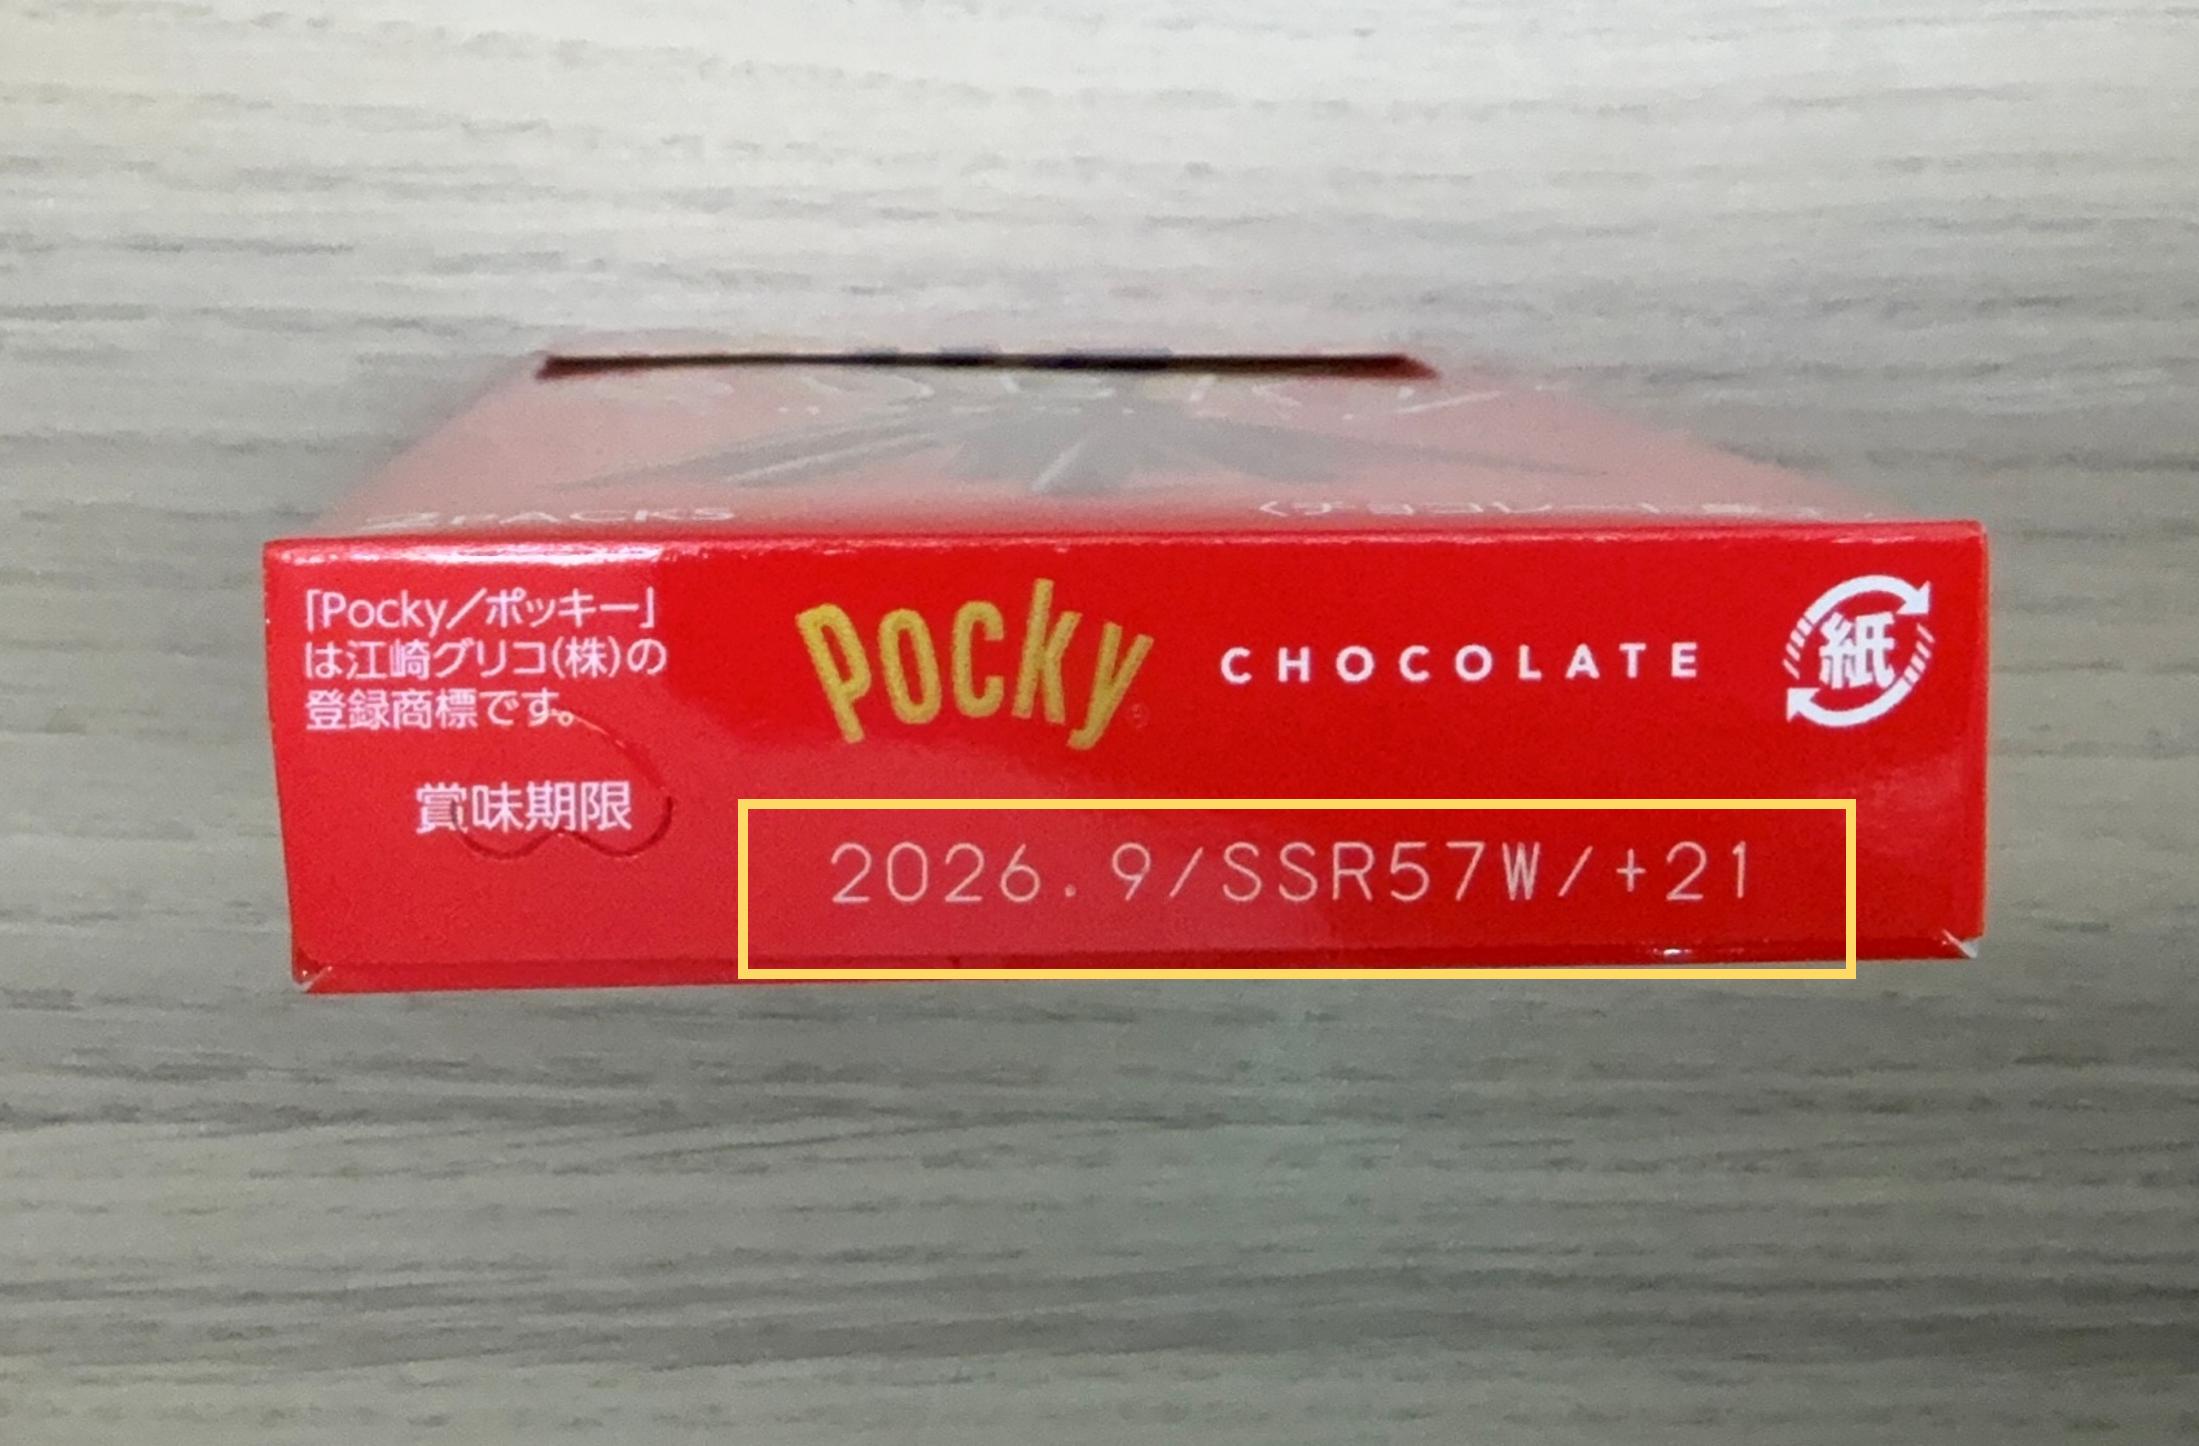 2PACKS
「Pocky／ポッキー」
は江崎グリコ(株)の
登録商標です。
Pocky CHOCOLATE
紙
賞味期限
2026.9/SSR57W/+21